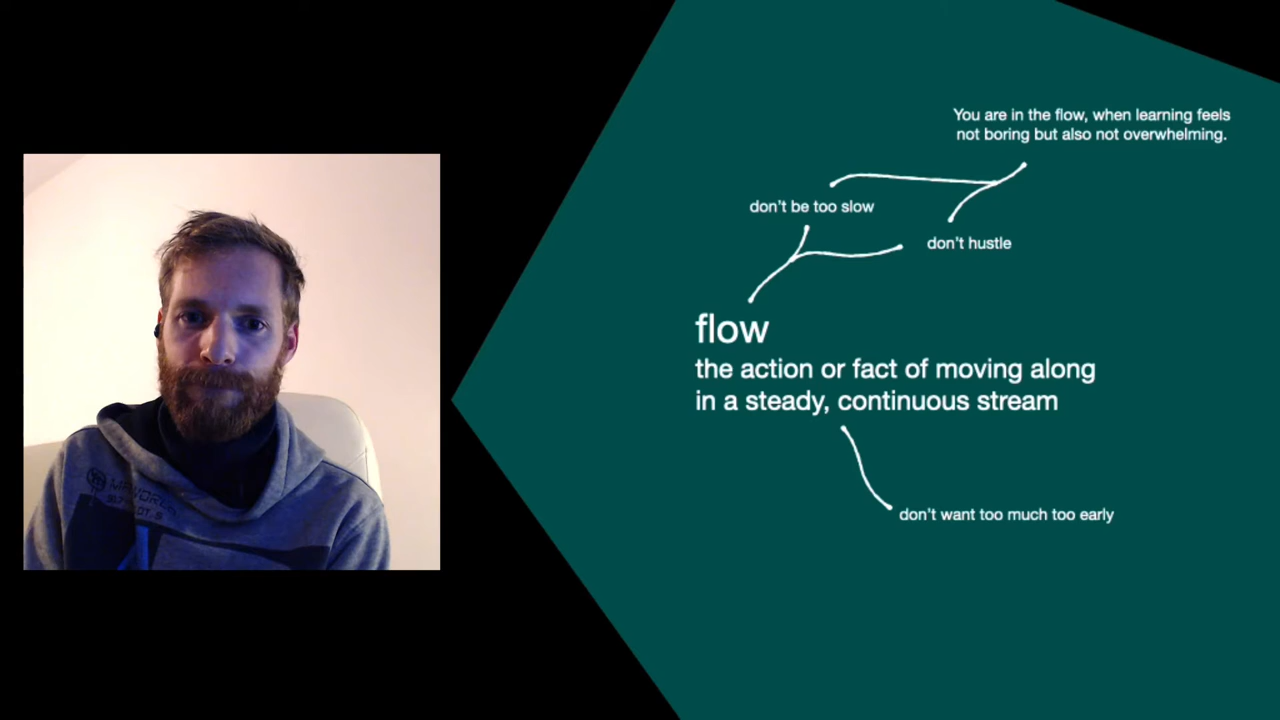 You are in the flow, when learning feels
not boring but also not overwhelming.
don't be too slow
don't hustle
flow
the action or fact of moving along
in a steady, continuous stream
don't want too much too early